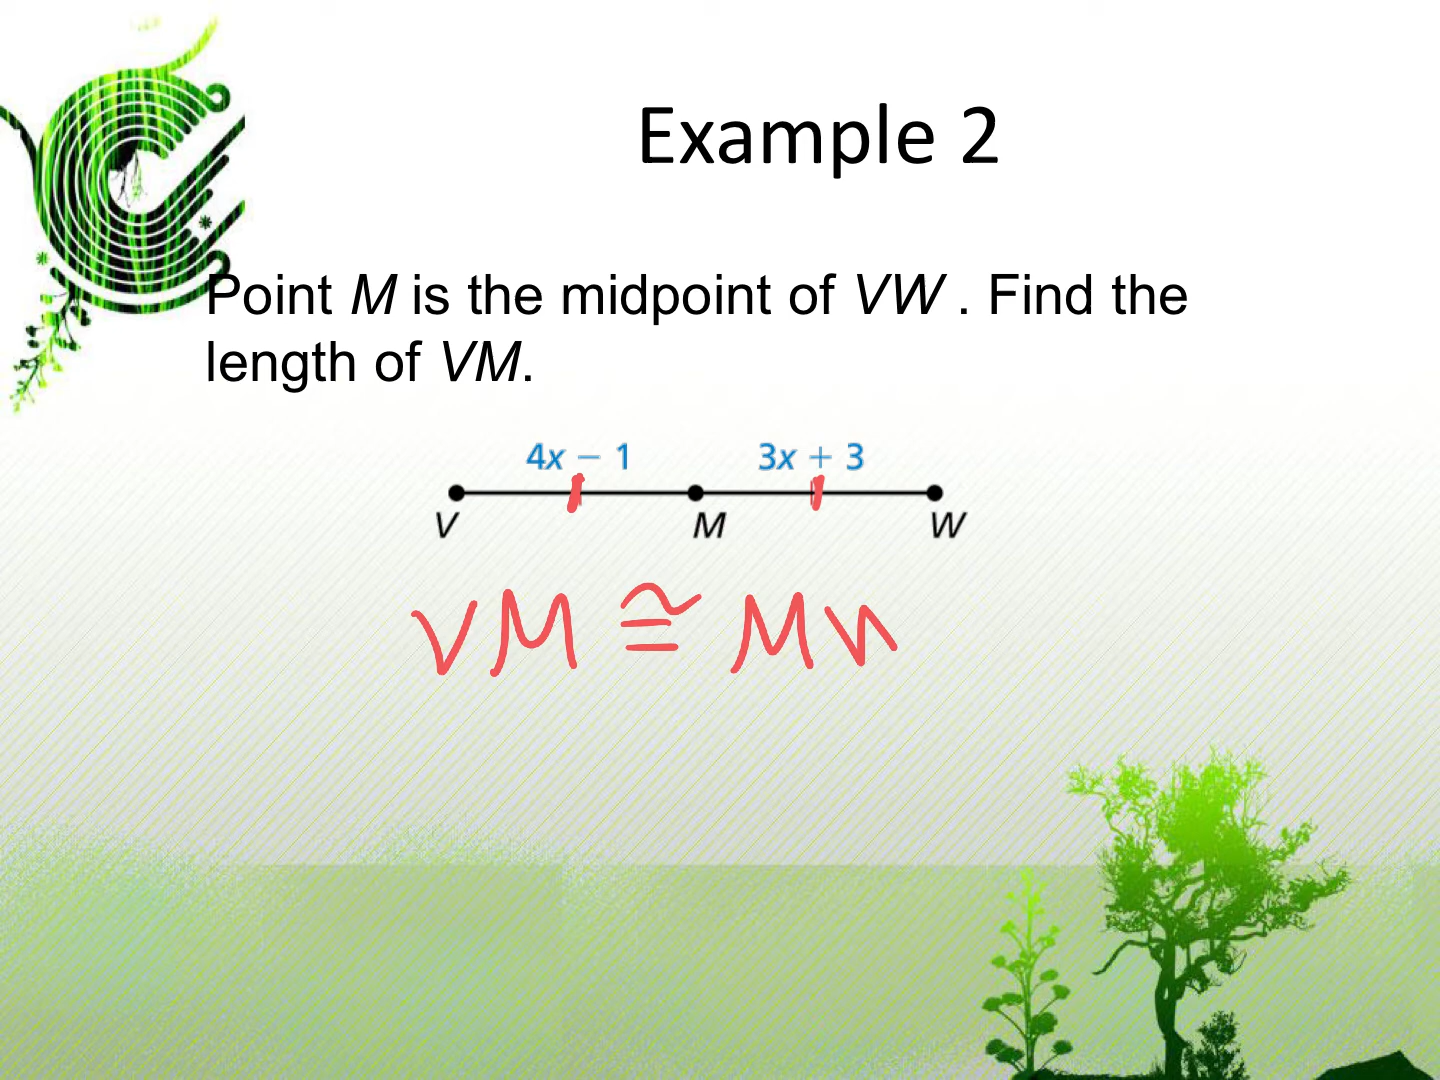 Example 2
Point M is the midpoint of VW . Find the
length of VM.
4x − 1 3x + 3
V M W
VM ≅ MW